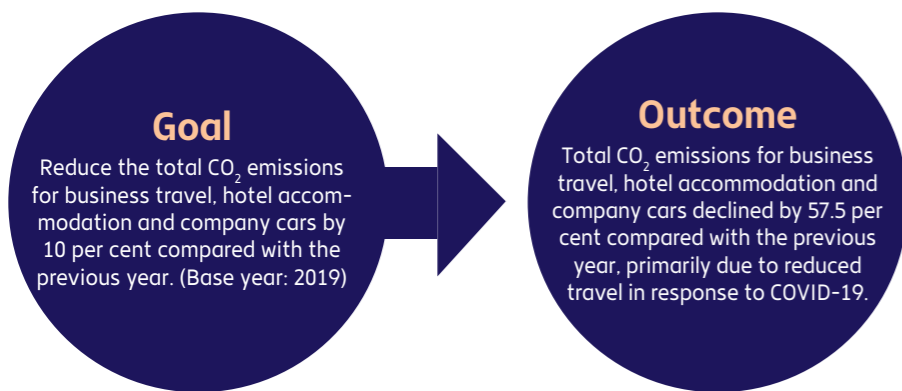 Goal
Reduce the total CO₂ emissions
for business travel, hotel accom-
modation and company cars by
10 per cent compared with the
previous year. (Base year: 2019)
Outcome
Total CO₂ emissions for business
travel, hotel accommodation and
company cars declined by 57.5 per
cent compared with the previous
year, primarily due to reduced
travel in response to COVID-19.